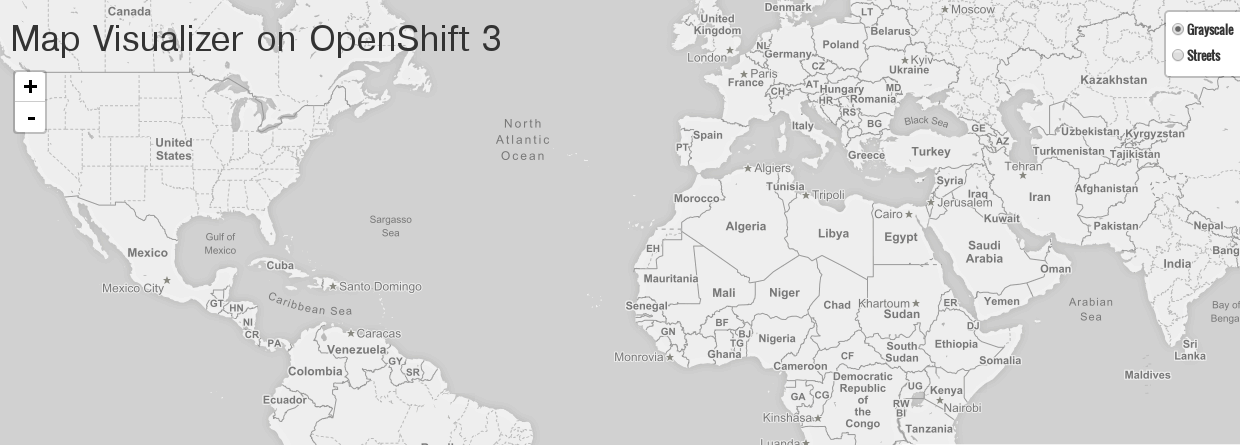 Canada
Map Visualizer on OpenShift 3
+
-
United
States
Mexico
Mexico City
Gulf of
Mexico
Cuba
Santo Domingo
Caribbean Sea
GT
HN
NI
CR
PA
Caracas
Venezuela
GY
SR
Colombia
Ecuador
North
Atlantic
Ocean
Sargasso
Sea
Denmark
LT
Moscow
United
Kingdom
London
NL
Germany
Poland
Belarus
Paris
France
CZ
Kyiv
Ukraine
CH
AT
Hungary
MD
HR
Romania
RS
BG
Black Sea
Italy
Spain
PT
Greece
Turkey
GE
AZ
Kazakhstan
Uzbekistan
Kyrgyzstan
Turkmenistan
Tajikistan
Algiers
Tunisia
Tripoli
Morocco
Tehran
Syria
Iraq
Iran
Afghanistan
Jerusalem
Cairo
Kuwait
Pakistan
Nepal
Algeria
Libya
Egypt
Saudi
Arabia
Bang
India
EH
Mauritania
Mali
Niger
Chad
Khartoum
Sudan
ER
Yemen
Oman
Arabian
Sea
Bay of
Benga
Senegal
GN
BF
BJ
TG
Ghana
Nigeria
DJ
Ethiopia
South
Sudan
Somalia
Monrovia
Cameroon
CF
Sri
Lanka
Maldives
Democratic
Republic
of
the
Congo
GA
CG
UG
Kenya
RW
BI
Nairobi
Kinshasa
Tanzania
Luanda
Grayscale
Streets